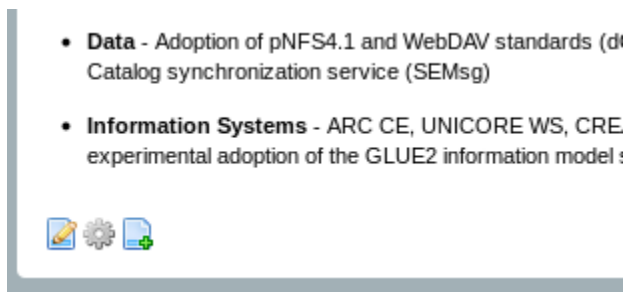 Data - Adoption of pNFS4.1 and WebDAV standards
Catalog synchronization service (SEMsg)
Information Systems - ARC CE, UNICORE WS,
experimental adoption of the GLUE2 information model